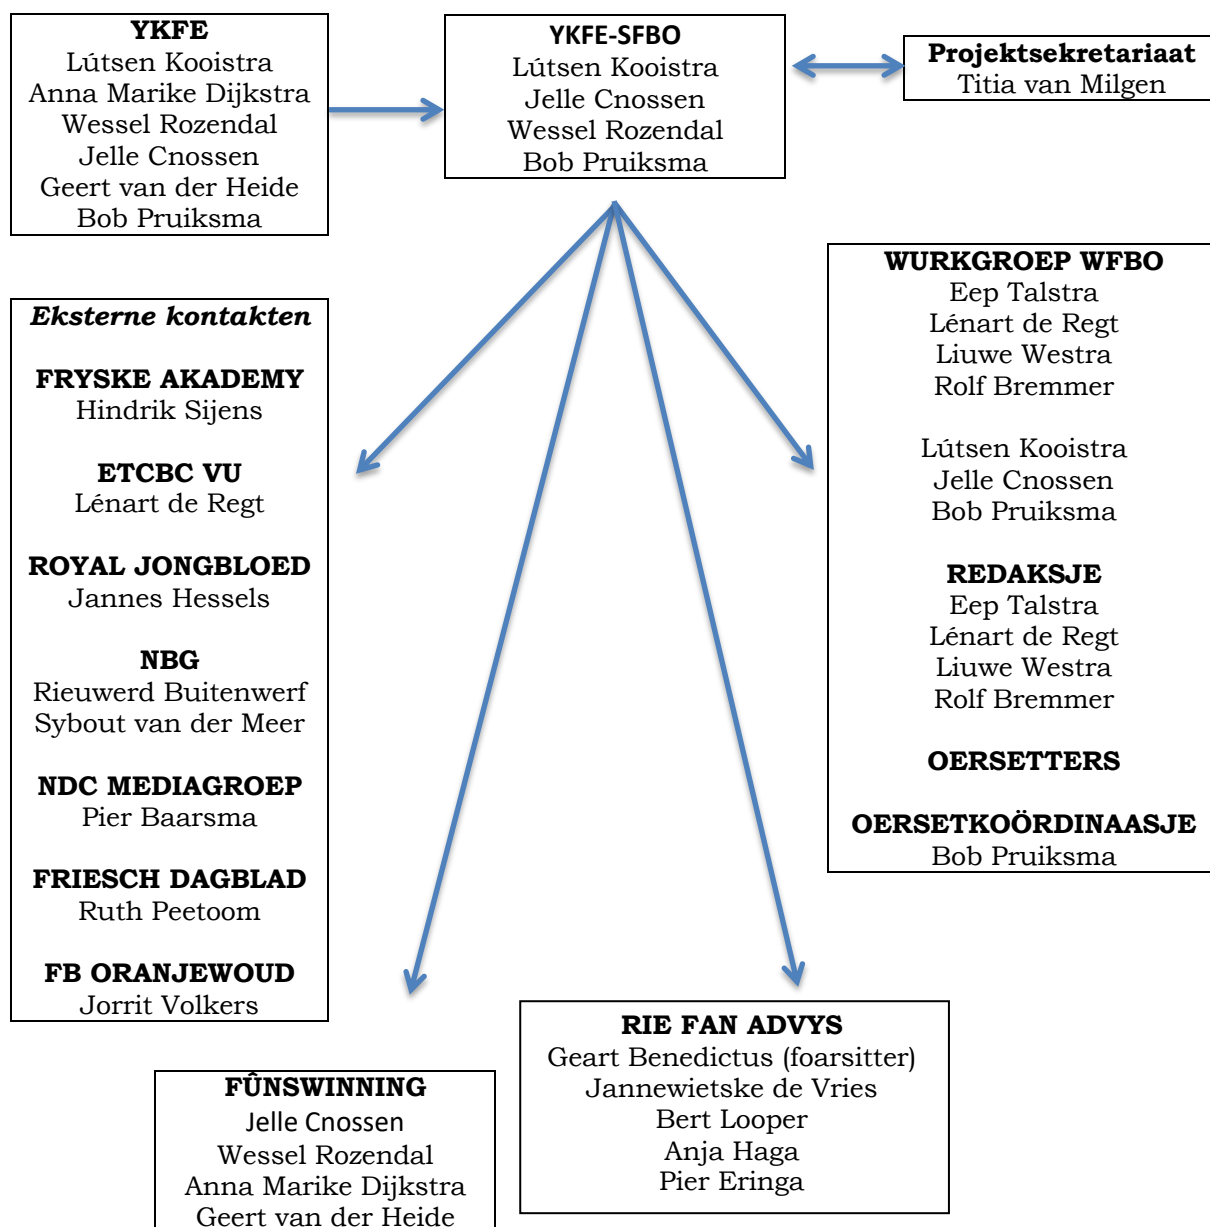 YKFE
Lútsen Kooistra
Anna Marike Dijkstra
Wessel Rozendal
Jelle Cnossen
Geert van der Heide
Bob Pruiksma
YKFE-SFBO
Lútsen Kooistra
Jelle Cnossen
Wessel Rozendal
Bob Pruiksma
Projektsekretariaat
Titia van Milgen
Eksterne kontakten
FRYSKE AKADEMY
Hindrik Sijens
ETCBC VU
Lénart de Regt
ROYAL JONGBLOED
Jannes Hessels
NBG
Rieuwerd Buitenwerf
Sybout van der Meer
NDC MEDIAGROEP
Pier Baarsma
FRIESCH DAGBLAD
Ruth Peetoom
FB ORANJEWOUD
Jorrit Volkers
WURKGROEP WFBO
Eep Talstra
Lénart de Regt
Liuwe Westra
Rolf Bremmer
Lútsen Kooistra
Jelle Cnossen
Bob Pruiksma
REDAKSJE
Eep Talstra
Lénart de Regt
Liuwe Westra
Rolf Bremmer
OERSETTERS
OERSETKOÖRDINAASJE
Bob Pruiksma
FÛNSWINNING
Jelle Cnossen
Wessel Rozendal
Anna Marike Dijkstra
Geert van der Heide
RIE FAN ADVYS
Geart Benedictus (foarsitter)
Jannewietske de Vries
Bert Looper
Anja Haga
Pier Eringa